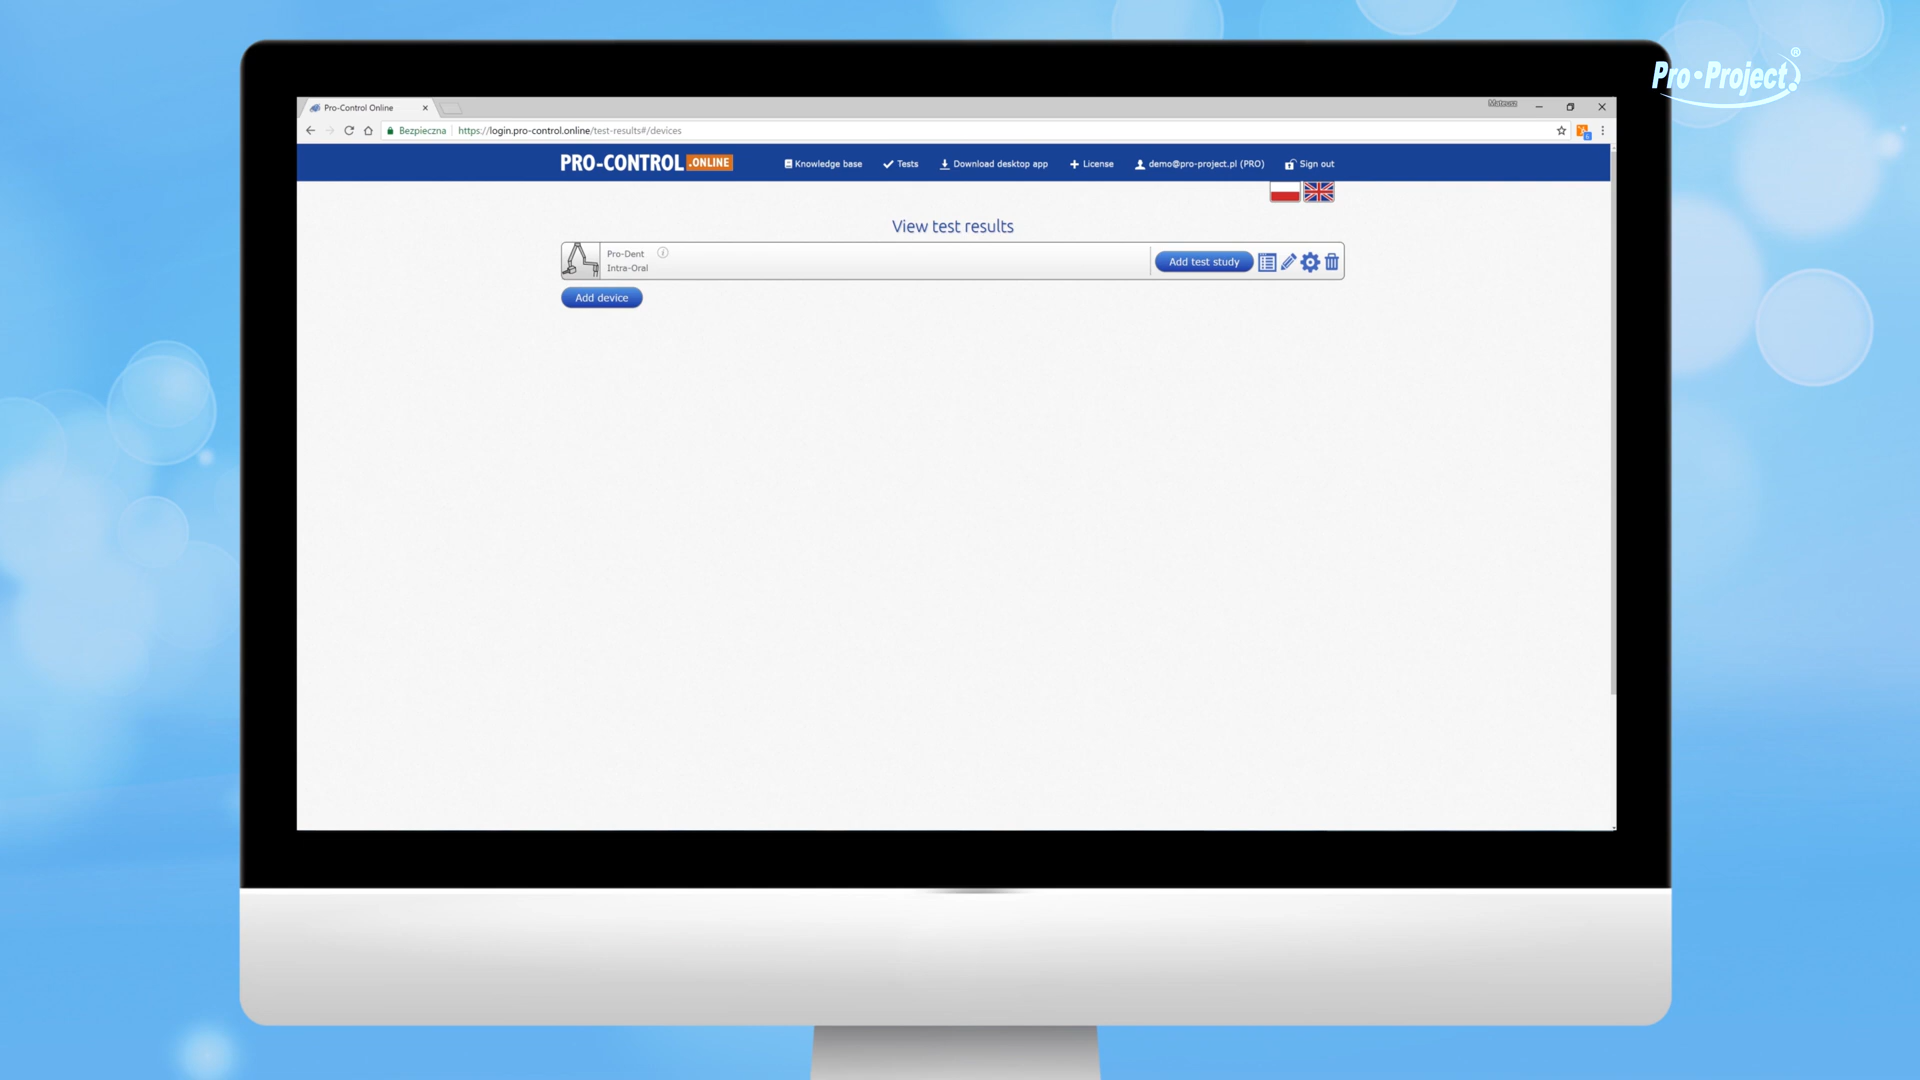 Pro-Project®
Pro-Control Online
Mateusz
Bezpieczna
https://login.pro-control.online/test-results#/devices
PRO-CONTROL .ONLINE
Knowledge base
Tests
Download desktop app
License
demo@pro-project.pl (PRO)
Sign out
View test results
Pro-Dent
Intra-Oral
Add test study
Add device